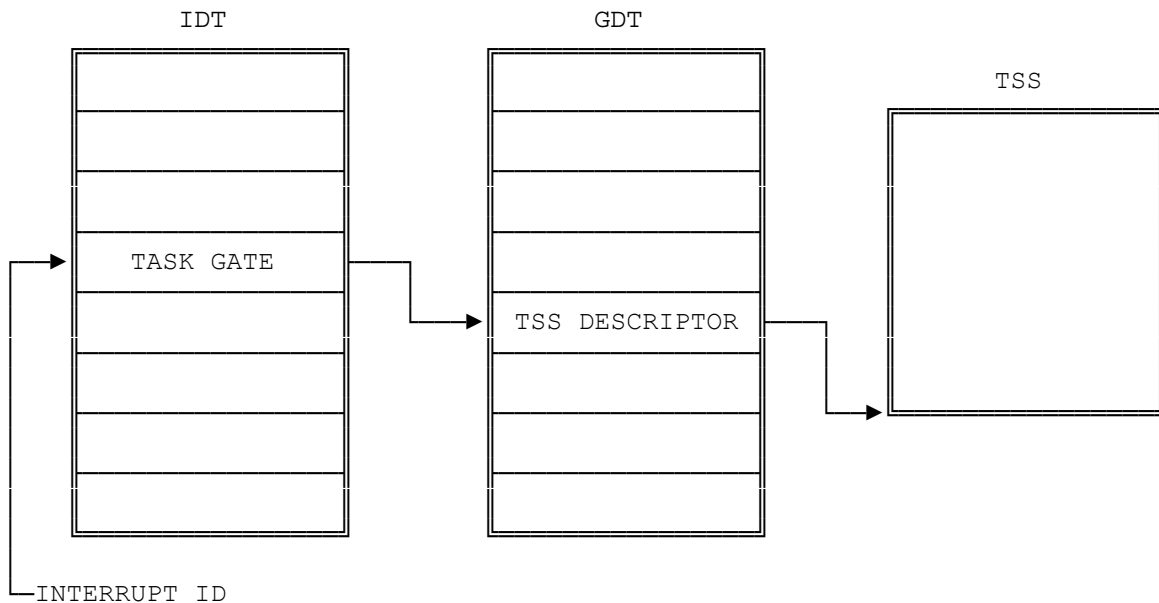 IDT
GDT
TSS
TASK GATE
TSS DESCRIPTOR
INTERRUPT ID